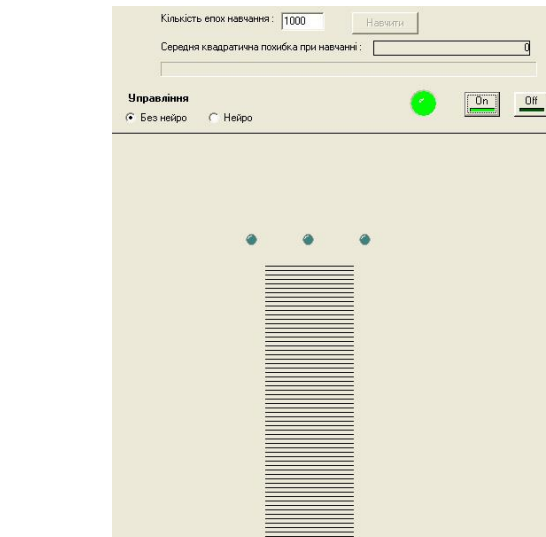 Кількість епох навчання : 1000 Навчити
Середня квадратична похибка при навчанні : 0
Управління
On Off
Без нейро Нейро